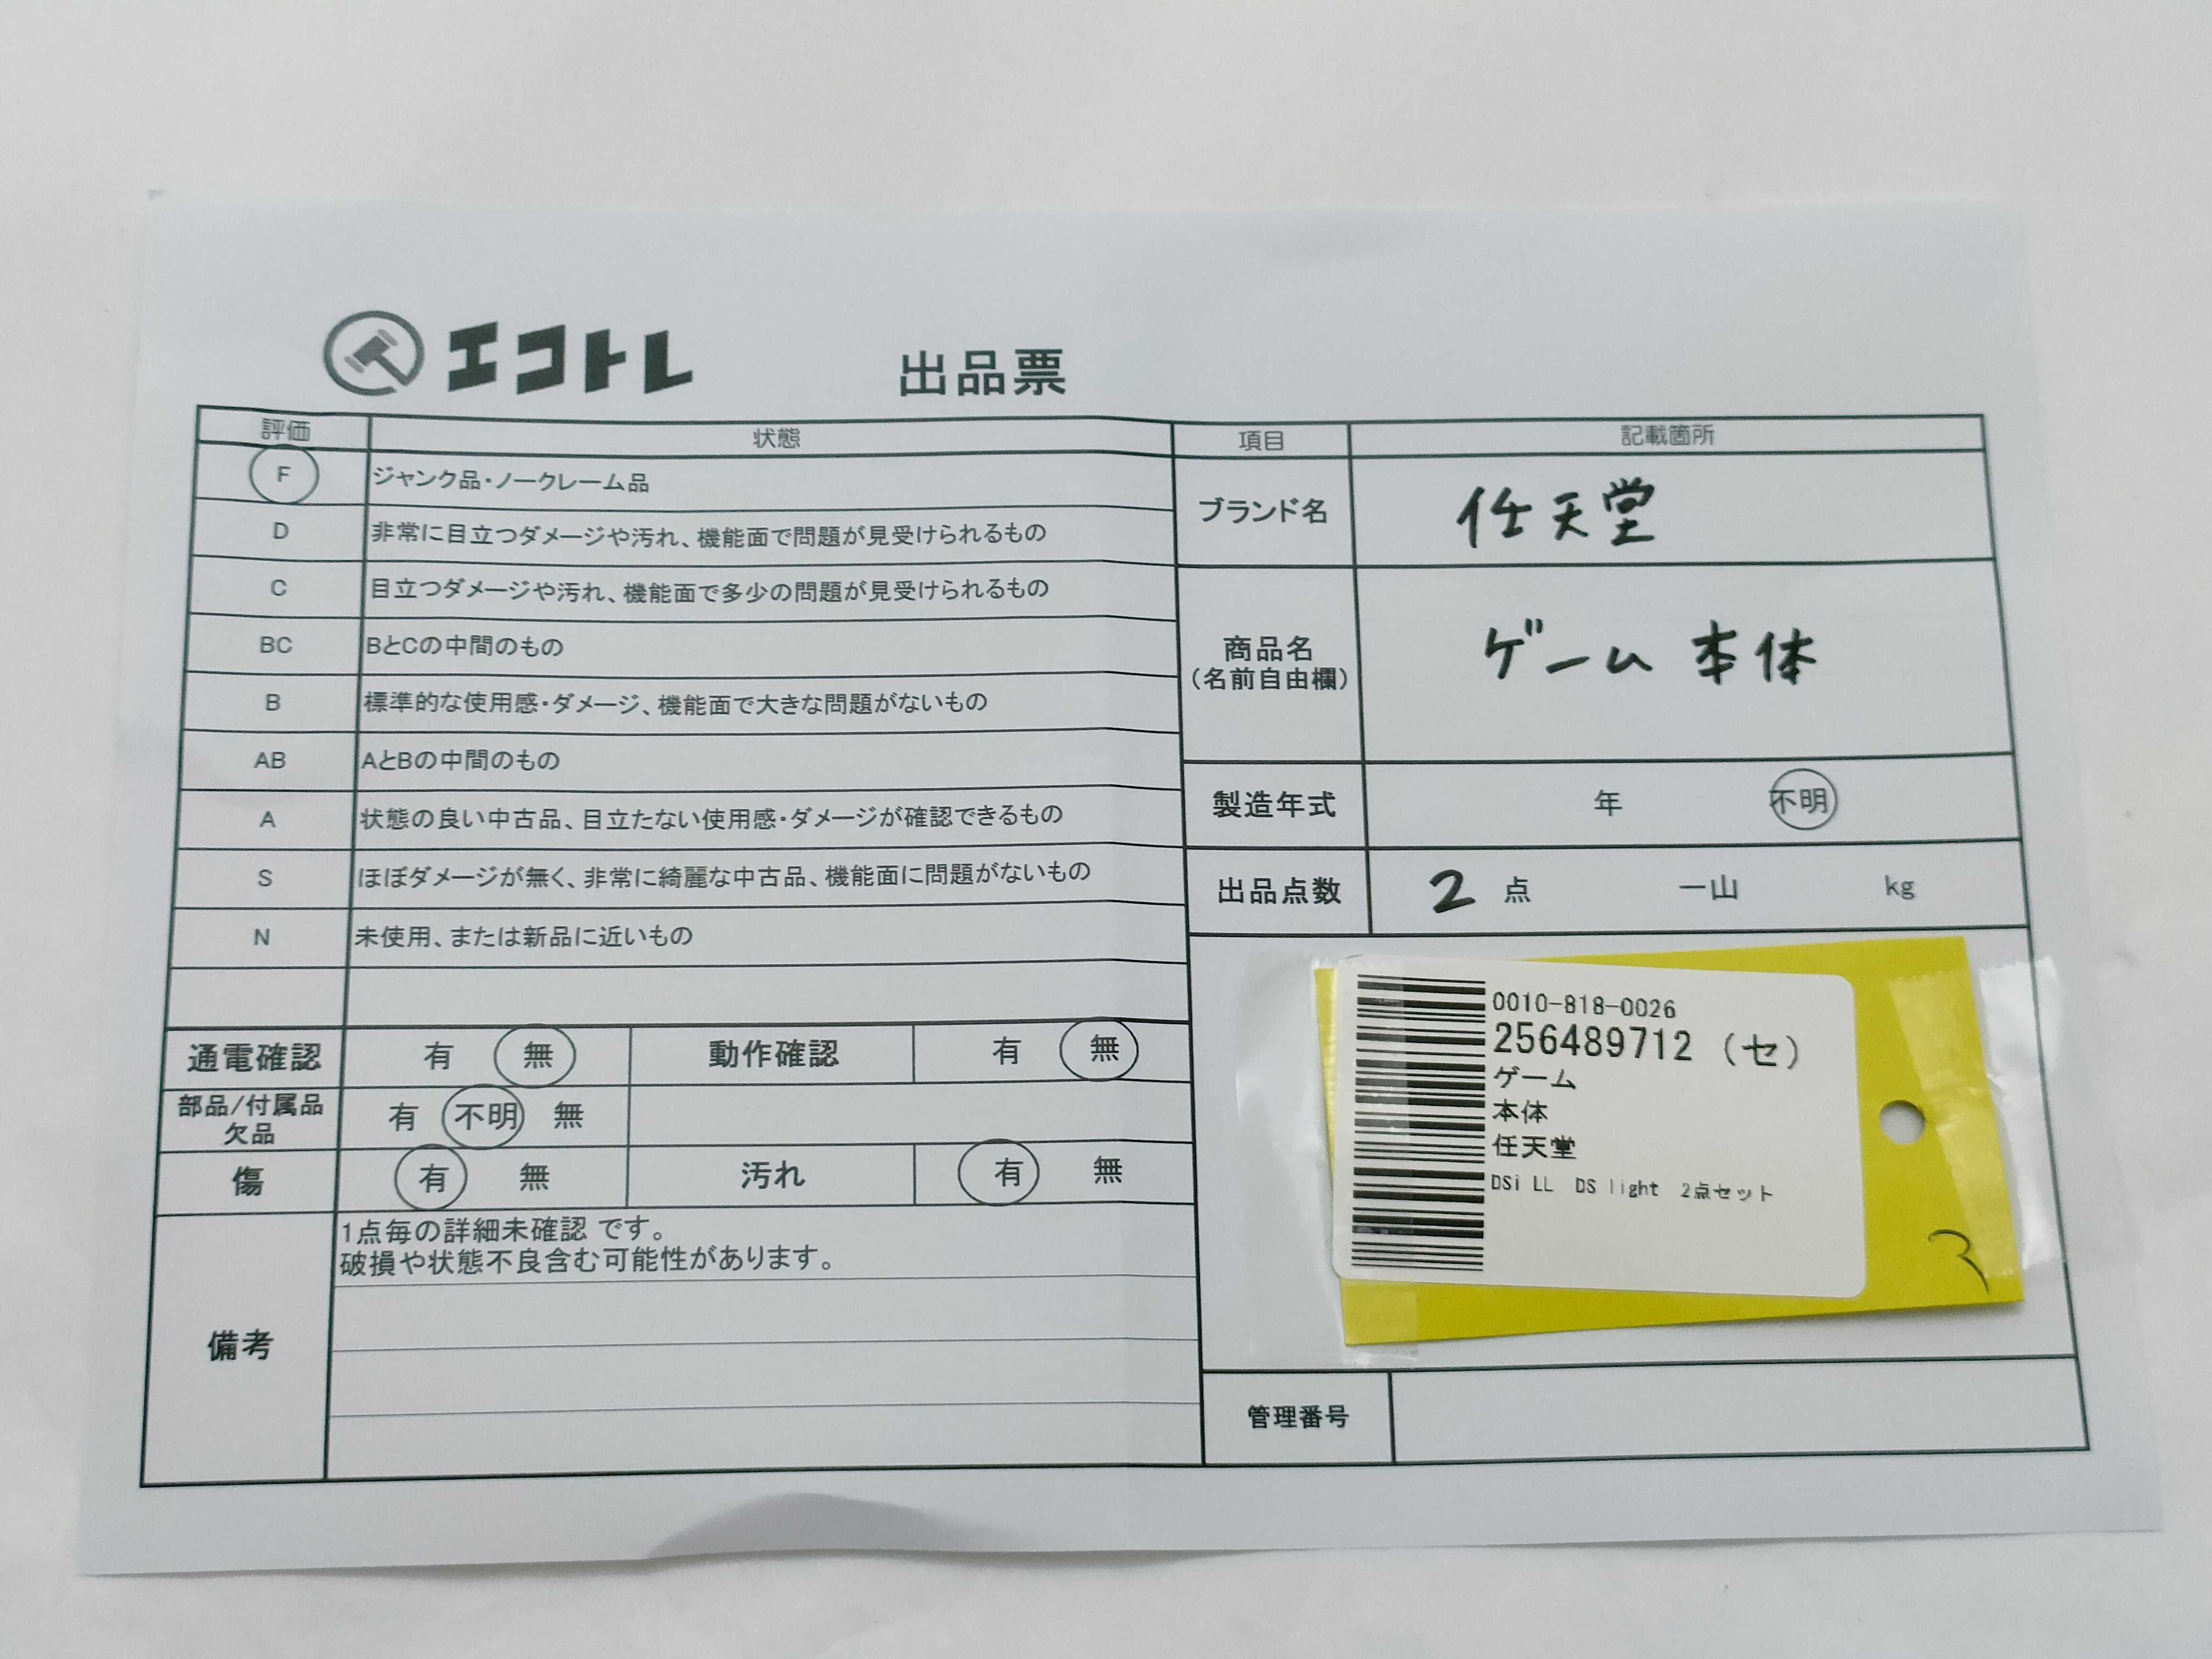 エコトレ 出品票
評価 状態
F ジャンク品・ノークレーム品
D 非常に目立つダメージや汚れ、機能面で問題が見受けられるもの
C 目立つダメージや汚れ、機能面で多少の問題が見受けられるもの
BC BとCの中間のもの
B 標準的な使用感・ダメージ、機能面で大きな問題がないもの
AB AとBの中間のもの
A 状態の良い中古品、目立たない使用感・ダメージが確認できるもの
S ほぼダメージが無く、非常に綺麗な中古品、機能面に問題がないもの
N 未使用、または新品に近いもの
通電確認 有 無 動作確認 有 無
部品/付属品
欠品 有 不明 無
傷 有 無 汚れ 有 無
備考
1点毎の詳細未確認 です。
破損や状態不良含む可能性があります。
項目 記載箇所
ブランド名 任天堂
商品名
(名前自由欄)
ゲーム 本体
製造年式 年 不明
出品点数 2 点 一山 kg
0010-818-0026
256489712 (セ)
ゲーム
本体
任天堂
DSi LL DS light 2点セット
管理番号